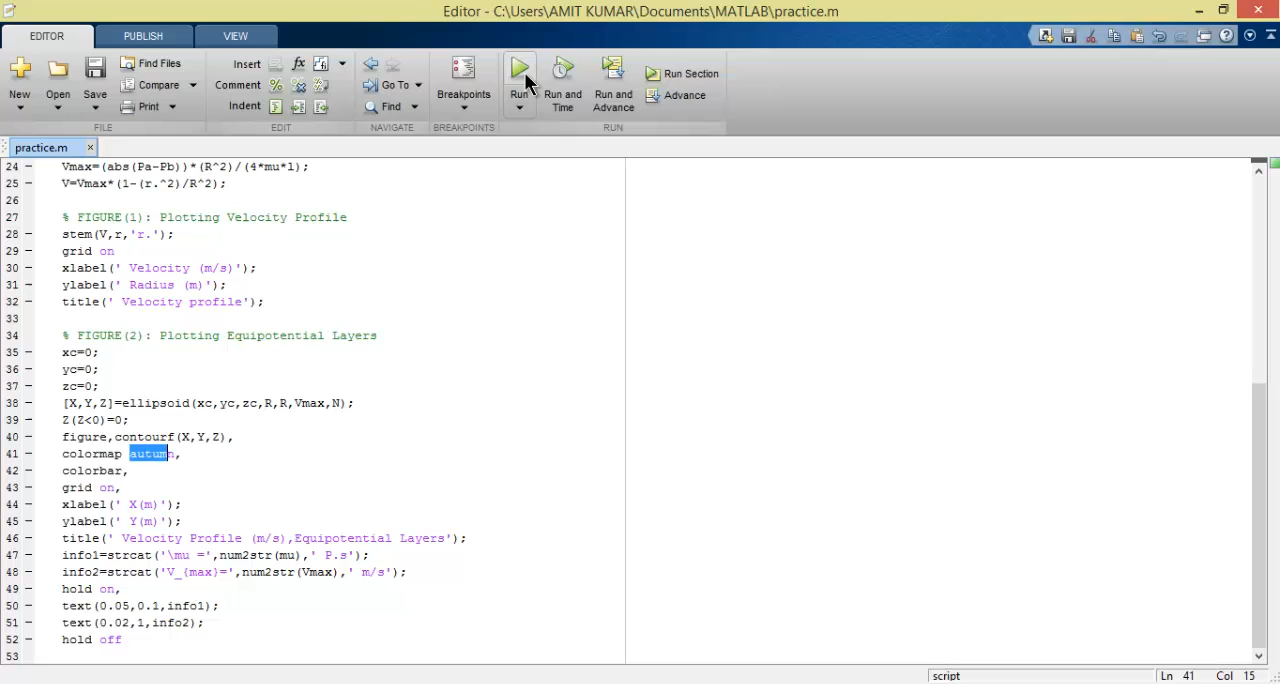 Editor - C:\Users\AMIT KUMAR\Documents\MATLAB\practice.m
EDITOR PUBLISH VIEW
New Open Save Find Files Compare Print
Insert fx
Comment
Indent
Go To
Find
Breakpoints
Run Run and Time Run and Advance Run Section Advance
FILE EDIT NAVIGATE BREAKPOINTS RUN
practice.m ×
24 – Vmax=(abs(Pa-Pb))*(R^2)/(4*mu*l);
25 – V=Vmax*(1-(r.^2)/R^2);
26
27 % FIGURE(1): Plotting Velocity Profile
28 – stem(V,r,'r.');
29 – grid on
30 – xlabel(' Velocity (m/s)');
31 – ylabel(' Radius (m)');
32 – title(' Velocity profile');
33
34 % FIGURE(2): Plotting Equipotential Layers
35 – xc=0;
36 – yc=0;
37 – zc=0;
38 – [X,Y,Z]=ellipsoid(xc,yc,zc,R,R,Vmax,N);
39 – Z(Z<0)=0;
40 – figure,contourf(X,Y,Z),
41 – colormap autumn,
42 – colorbar,
43 – grid on,
44 – xlabel(' X(m)');
45 – ylabel(' Y(m)');
46 – title(' Velocity Profile (m/s),Equipotential Layers');
47 – info1=strcat('\mu =',num2str(mu),' P.s');
48 – info2=strcat('V_{max}=',num2str(Vmax),' m/s');
49 – hold on,
50 – text(0.05,0.1,info1);
51 – text(0.02,1,info2);
52 – hold off
53
script Ln 41 Col 15